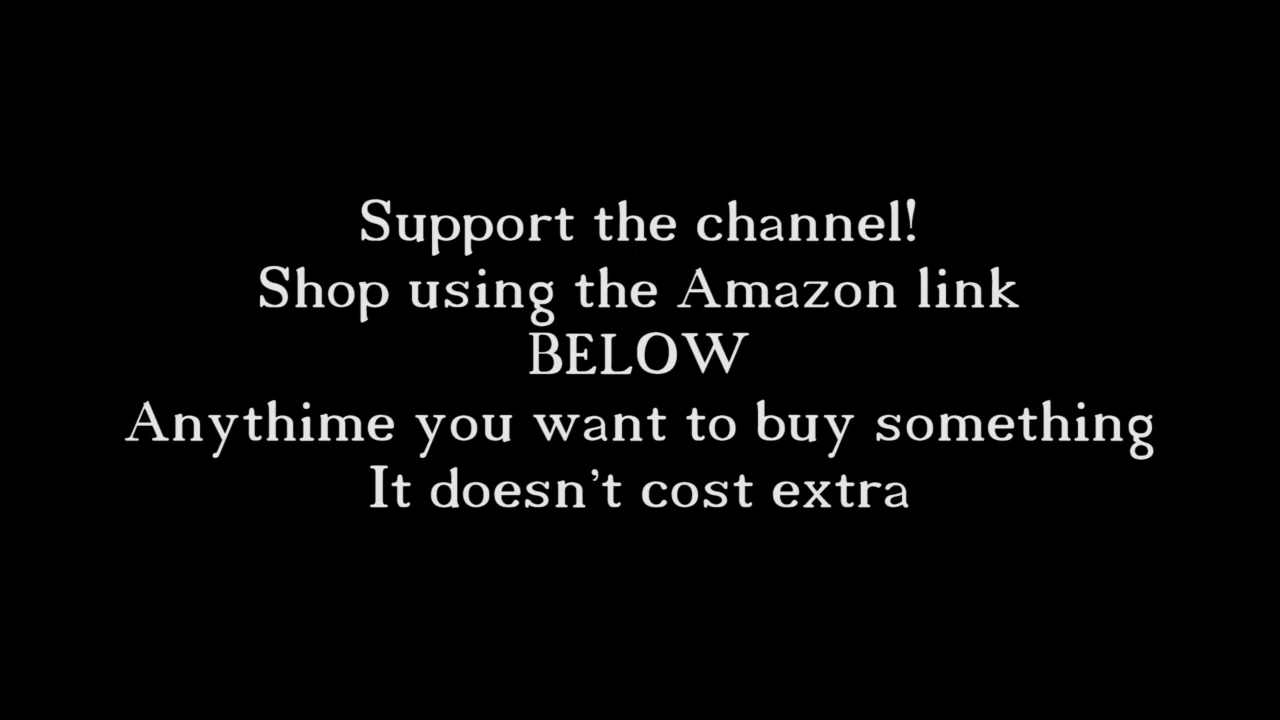 Support the channel!
Shop using the Amazon link
BELOW
Anythime you want to buy something
It doesn’t cost extra